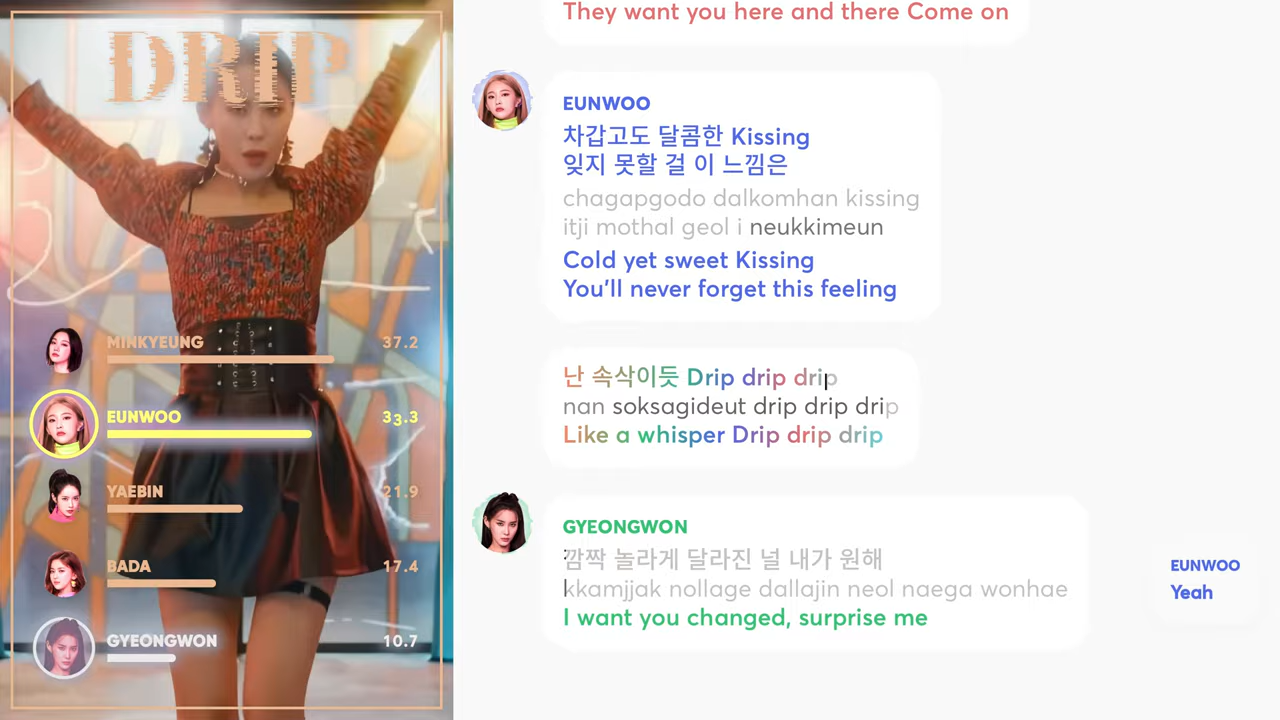 DRIP
MINKYEUNG 37.2
EUNWOO 33.3
YAEBIN 21.9
BADA 17.4
GYEONGWON 10.7
They want you here and there Come on
EUNWOO
차갑고도 달콤한 Kissing
잊지 못할 걸 이 느낌은
chagapgodo dalkomhan kissing
itji mothal geol i neukkimeun
Cold yet sweet Kissing
You'll never forget this feeling
난 속삭이듯 Drip drip drip
nan soksagideut drip drip drip
Like a whisper Drip drip drip
GYEONGWON
깜짝 놀라게 달라진 널 내가 원해
kkamjjak nollage dallajin neol naega wonhae
I want you changed, surprise me
EUNWOO
Yeah